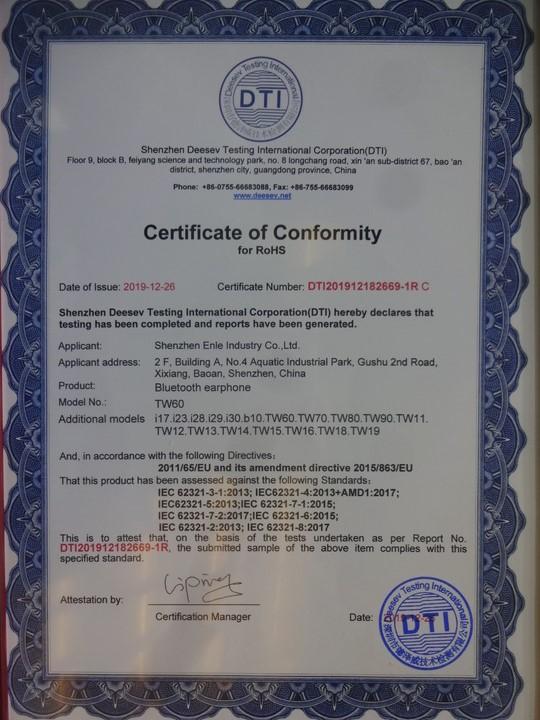 Deesev Testing International
DTI
Shenzhen Deesev Testing International Corporation(DTI)
Floor 9, block B, feiyang science and technology park, no. 8 longchang road, xin 'an sub-district 67, bao 'an
district, shenzhen city, guangdong province, China
Phone: +86-0755-66683088, Fax: +86-755-66683099
www.deesev.net
Certificate of Conformity
for RoHS
Date of Issue: 2019-12-26 Certificate Number: DTI201912182669-1R C
Shenzhen Deesev Testing International Corporation(DTI) hereby declares that
testing has been completed and reports have been generated.
Applicant: Shenzhen Enle Industry Co.,Ltd.
Applicant address: 2 F, Building A, No.4 Aquatic Industrial Park, Gushu 2nd Road,
Xixiang, Baoan, Shenzhen, China
Product: Bluetooth earphone
Model No.: TW60
Additional models i17.i23.i28.i29.i30.b10.TW60.TW70.TW80.TW90.TW11.
TW12.TW13.TW14.TW15.TW16.TW18.TW19
And, in accordance with the following Directives:
2011/65/EU and its amendment directive 2015/863/EU
That this product has been assessed against the following Standards:
IEC 62321-3-1:2013; IEC62321-4:2013+AMD1:2017;
IEC62321-5:2013;IEC 62321-7-1:2015;
IEC 62321-7-2:2017;IEC 62321-6:2015;
IEC 62321-2:2013; IEC 62321-8:2017
This is to attest that, on the basis of the tests undertaken as per Report No.
DTI201912182669-1R, the submitted sample of the above item complies with this
specified standard.
Attestation by:
Certification Manager
Date:
Deesev Testing International
DTI